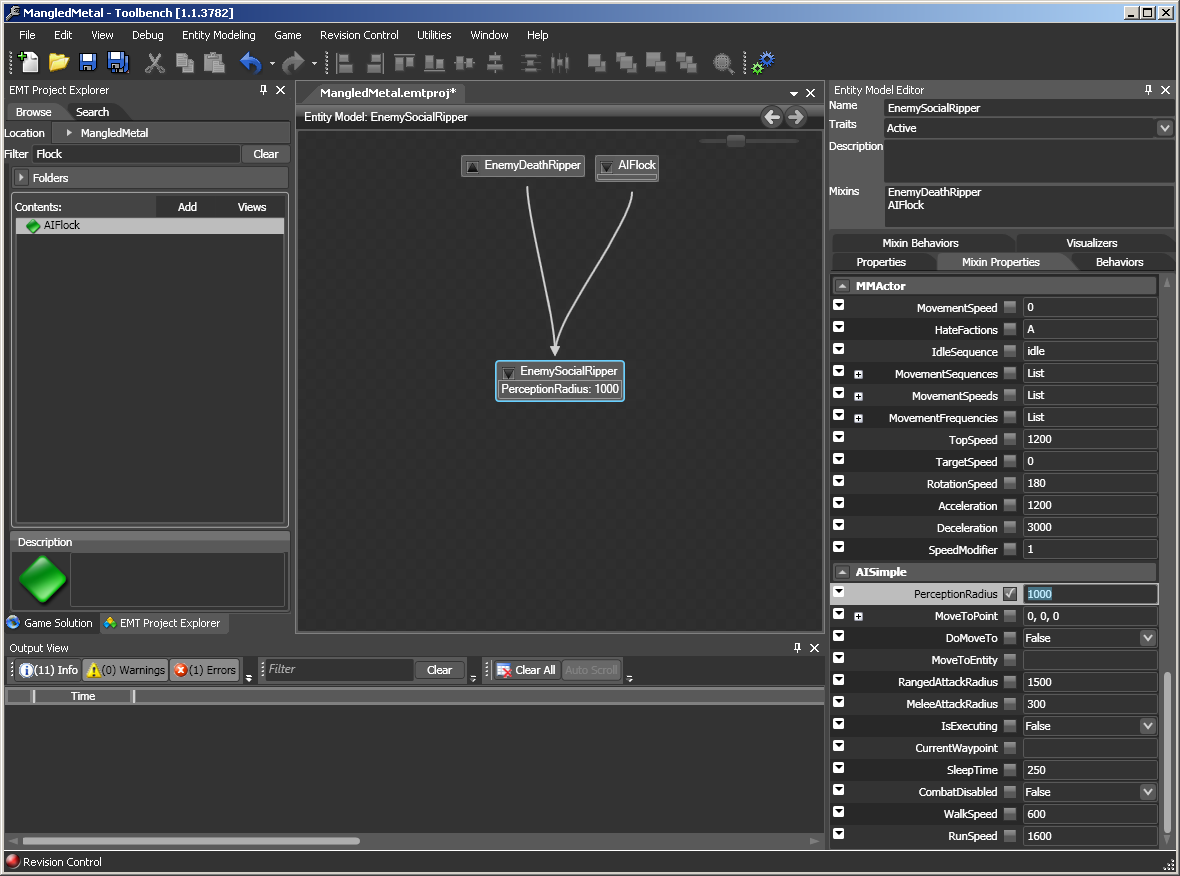 MangledMetal - Toolbench [1.1.3782]
File Edit View Debug Entity Modeling Game Revision Control Utilities Window Help
EMT Project Explorer
Browse Search
Location MangledMetal
Filter Flock Clear
Folders
Contents: Add Views
AIFlock
Description
Game Solution EMT Project Explorer
MangledMetal.emtproj*
Entity Model: EnemySocialRipper
EnemyDeathRipper AIFlock
EnemySocialRipper
PerceptionRadius: 1000
Entity Model Editor
Name EnemySocialRipper
Traits Active
Description
Mixins EnemyDeathRipper
AIFlock
Mixin Behaviors Visualizers
Properties Mixin Properties Behaviors
MMActor
MovementSpeed 0
HateFactions A
IdleSequence idle
MovementSequences List
MovementSpeeds List
MovementFrequencies List
TopSpeed 1200
TargetSpeed 0
RotationSpeed 180
Acceleration 1200
Deceleration 3000
SpeedModifier 1
AISimple
PerceptionRadius 1000
MoveToPoint 0, 0, 0
DoMoveTo False
MoveToEntity
RangedAttackRadius 1500
MeleeAttackRadius 300
IsExecuting False
CurrentWaypoint
SleepTime 250
CombatDisabled False
WalkSpeed 600
RunSpeed 1600
Output View
(11) Info (0) Warnings (1) Errors Filter Clear Clear All Auto Scroll
Time
Revision Control